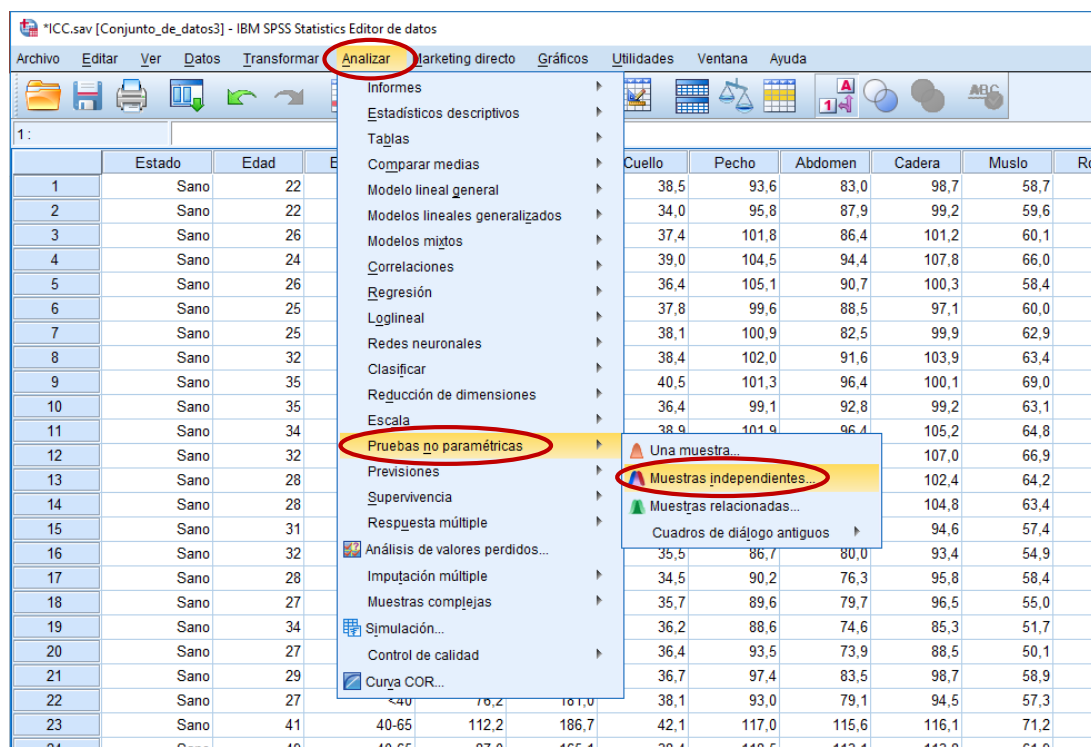 *ICC.sav [Conjunto_de_datos3] - IBM SPSS Statistics Editor de datos
Archivo Editar Ver Datos Transformar Analizar Marketing directo Gráficos Utilidades Ventana Ayuda
A
1
ABC
1 :
Informes
Estadísticos descriptivos
Tablas
Comparar medias
Modelo lineal general
Modelos lineales generalizados
Modelos mixtos
Correlaciones
Regresión
Loglineal
Redes neuronales
Clasificar
Reducción de dimensiones
Escala
Pruebas no paramétricas
Previsiones
Supervivencia
Respuesta múltiple
Análisis de valores perdidos...
Imputación múltiple
Muestras complejas
Simulación...
Control de calidad
Curva COR...
Una muestra...
Muestras independientes...
Muestras relacionadas...
Cuadros de diálogo antiguos
Estado Edad E Cuello Pecho Abdomen Cadera Muslo Ro
1 Sano 22 38,5 93,6 83,0 98,7 58,7
2 Sano 22 34,0 95,8 87,9 99,2 59,6
3 Sano 26 37,4 101,8 86,4 101,2 60,1
4 Sano 24 39,0 104,5 94,4 107,8 66,0
5 Sano 26 36,4 105,1 90,7 100,3 58,4
6 Sano 25 37,8 99,6 88,5 97,1 60,0
7 Sano 25 38,1 100,9 82,5 99,9 62,9
8 Sano 32 38,4 102,0 91,6 103,9 63,4
9 Sano 35 40,5 101,3 96,4 100,1 69,0
10 Sano 35 36,4 99,1 92,8 99,2 63,1
11 Sano 34 38,9 101,9 96,4 105,2 64,8
12 Sano 32 107,0 66,9
13 Sano 28 102,4 64,2
14 Sano 28 104,8 63,4
15 Sano 31 94,6 57,4
16 Sano 32 35,5 86,7 80,0 93,4 54,9
17 Sano 28 34,5 90,2 76,3 95,8 58,4
18 Sano 27 35,7 89,6 79,7 96,5 55,0
19 Sano 34 36,2 88,6 74,6 85,3 51,7
20 Sano 27 36,4 93,5 73,9 88,5 50,1
21 Sano 29 36,7 97,4 83,5 98,7 58,9
22 Sano 27 <40 76,2 181,0 38,1 93,0 79,1 94,5 57,3
23 Sano 41 40-65 112,2 186,7 42,1 117,0 115,6 116,1 71,2